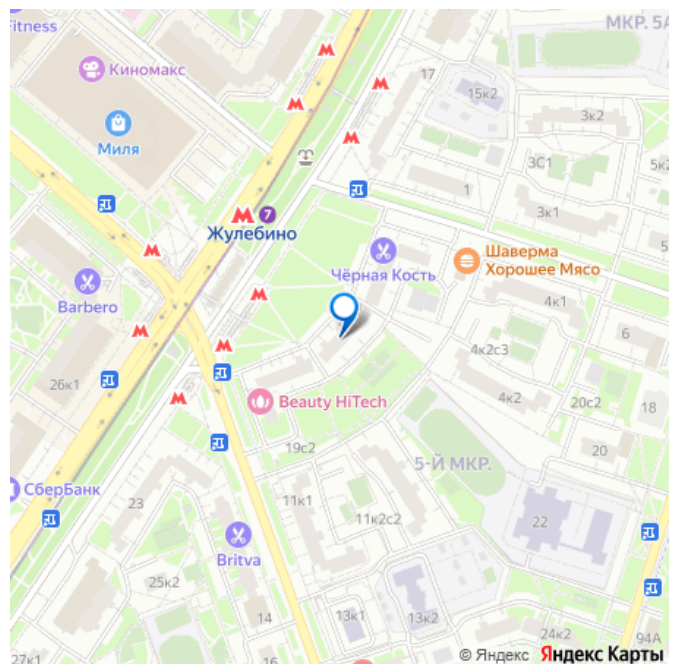 Fitness
МКР. 5А
Киномакс
17
15к2
3к2
Миля
3С1
5к2
1
3к1
7
Жулебино
5
Чёрная Кость
Шаверма
Хорошее Мясо
Barbero
4к1
6
4к2с3
26к1
4к2
20с2
18
Beauty HiTech
19с2
20
5-Й МКР.
СберБанк
23
11к1
11к2с2
22
Britva
25к2
14
13к1
13к2
24к2
94А
27к1
© Яндекс Яндекс Карты